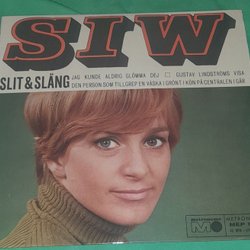 SIW
SLIT & SLÄNG
JAG KUNDE ALDRIG GLÖMMA DEJ □ GUSTAV LINDSTRÖMS VISA
DEN PERSON SOM TILLGREP EN VÄSKA I GRÖNT I KÖN PÅ CENTRALEN I GÅR
metronome
MEP